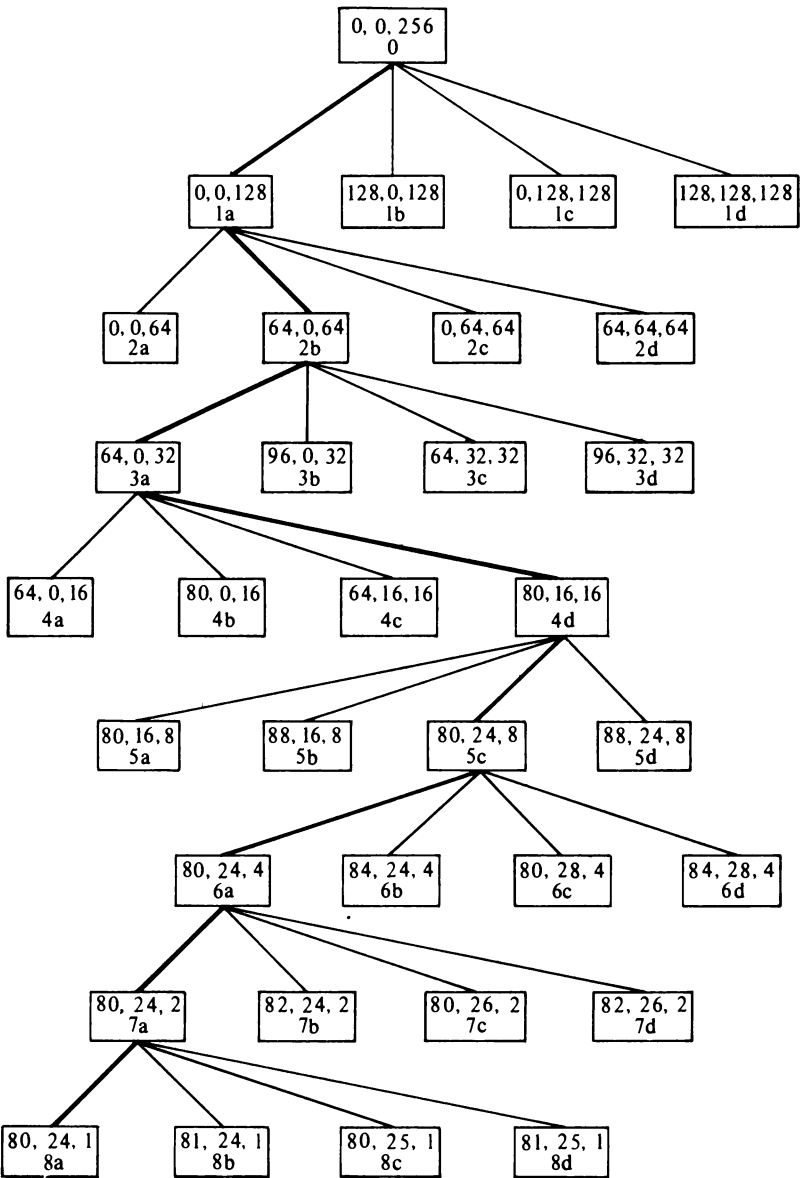 0, 0, 256
0
0, 0, 128
1a
128, 0, 128
1b
0, 128, 128
1c
128, 128, 128
1d
0, 0, 64
2a
64, 0, 64
2b
0, 64, 64
2c
64, 64, 64
2d
64, 0, 32
3a
96, 0, 32
3b
64, 32, 32
3c
96, 32, 32
3d
64, 0, 16
4a
80, 0, 16
4b
64, 16, 16
4c
80, 16, 16
4d
80, 16, 8
5a
88, 16, 8
5b
80, 24, 8
5c
88, 24, 8
5d
80, 24, 4
6a
84, 24, 4
6b
80, 28, 4
6c
84, 28, 4
6d
80, 24, 2
7a
82, 24, 2
7b
80, 26, 2
7c
82, 26, 2
7d
80, 24, 1
8a
81, 24, 1
8b
80, 25, 1
8c
81, 25, 1
8d